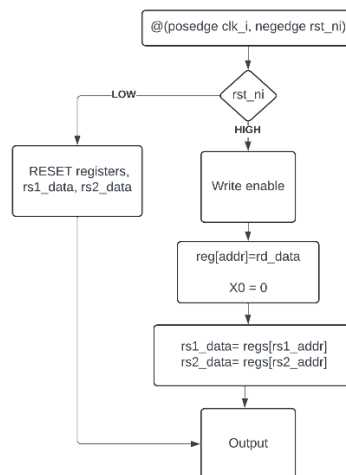 @(posedge clk_i, negedge rst_ni)
rst_ni
LOW
HIGH
RESET registers,
rs1_data, rs2_data
Write enable
reg[addr]=rd_data
X0 = 0
rs1_data= regs[rs1_addr]
rs2_data= regs[rs2_addr]
Output